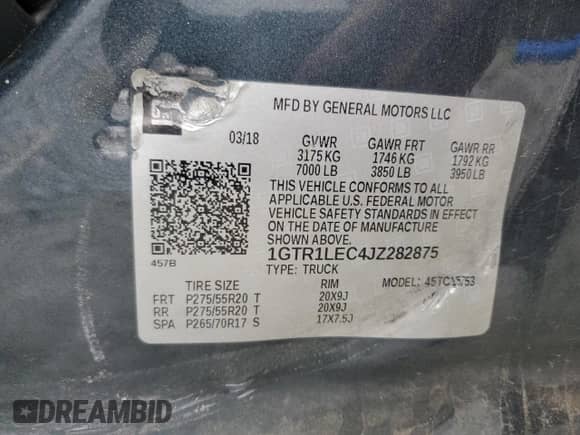 MFD BY GENERAL MOTORS LLC
03/18 GVWR GAWR FRT GAWR RR
3175 KG 1746 KG 1792 KG
7000 LB 3850 LB 3950 LB
THIS VEHICLE CONFORMS TO ALL
APPLICABLE U.S. FEDERAL MOTOR
VEHICLE SAFETY STANDARDS IN EFFECT
ON THE DATE OF MANUFACTURE
SHOWN ABOVE.
457B
1GTR1LEC4JZ282875
TYPE: TRUCK MODEL:
TIRE SIZE RIM
FRT P275/55R20 T 20X9J
RR P275/55R20 T 20X9J
SPA P265/70R17 S 17X7.5J
DREAMBID